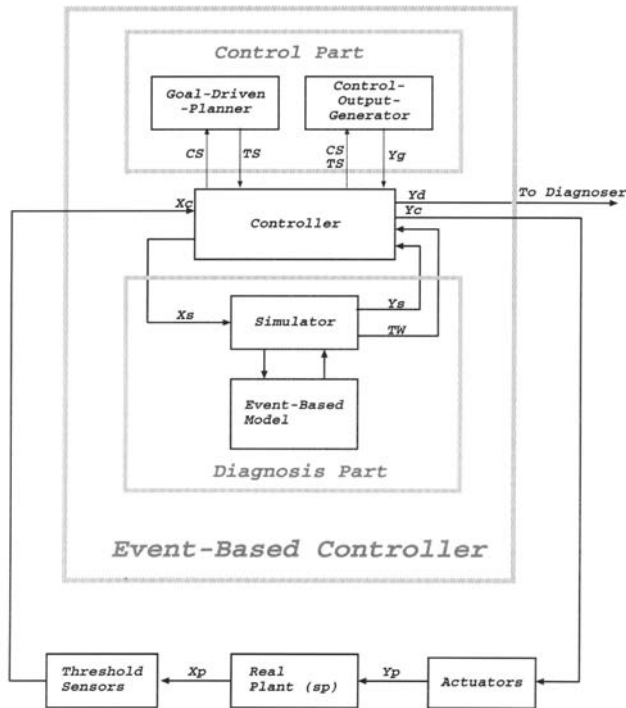 Control Part
Goal-Driven
-Planner
Control-
Output-
Generator
CS
TS
CS
TS
Yg
Xc
Yd
To Diagnoser
Yc
Controller
Xs
Simulator
Ys
TW
Event-Based
Model
Diagnosis Part
Event-Based Controller
Threshold
Sensors
Xp
Real
Plant (sp)
Yp
Actuators